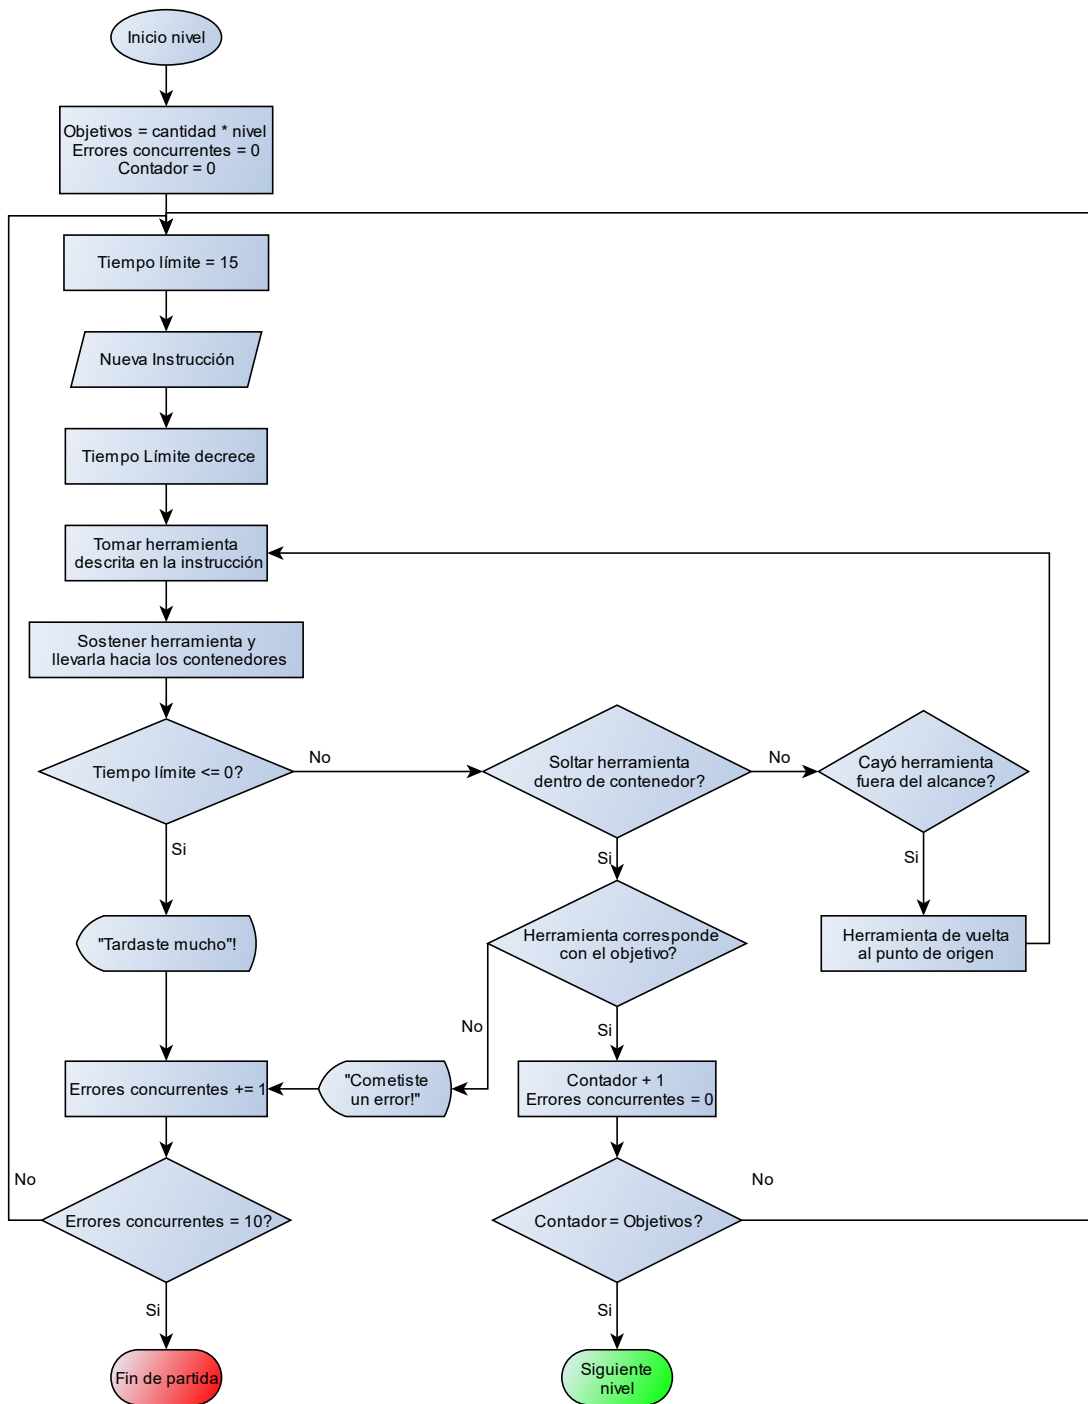 Inicio nivel
Objetivos = cantidad * nivel
Errores concurrentes = 0
Contador = 0
Tiempo límite = 15
Nueva Instrucción
Tiempo Límite decrece
Tomar herramienta
descrita en la instrucción
Sostener herramienta y
llevarla hacia los contenedores
Tiempo límite <= 0?
No
Soltar herramienta
dentro de contenedor?
No
Cayó herramienta
fuera del alcance?
Si
Si
Si
"Tardaste mucho"!
Herramienta corresponde
con el objetivo?
Herramienta de vuelta
al punto de origen
No
Si
Errores concurrentes += 1
"Cometiste
un error!"
Contador + 1
Errores concurrentes = 0
No
Errores concurrentes = 10?
Contador = Objetivos?
No
Si
Si
Fin de partida
Siguiente
nivel